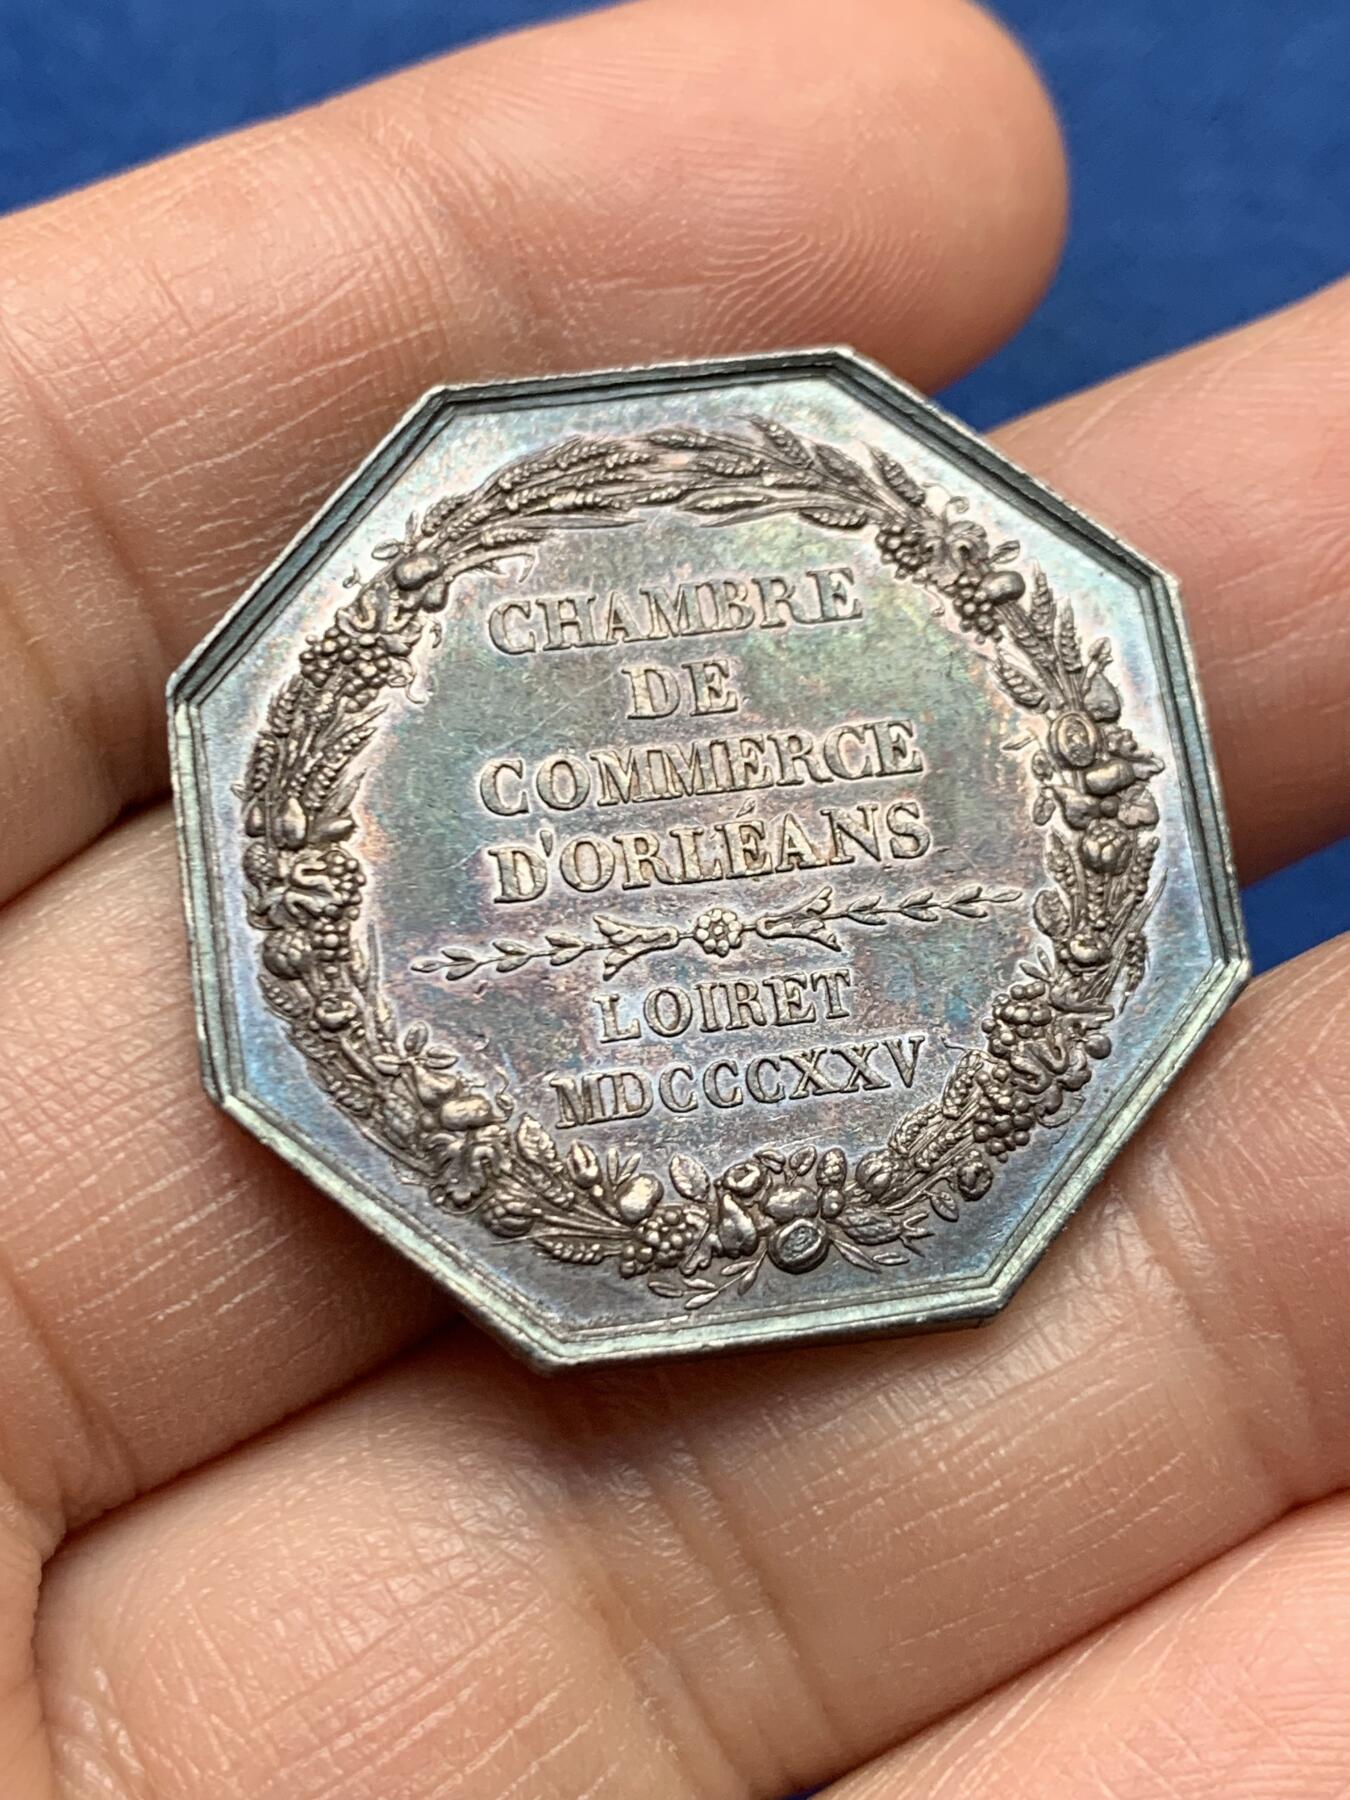 CHAMBRE
DE
COMMERCE
D'ORLÉANS
LOIRET
MDCCCXXV